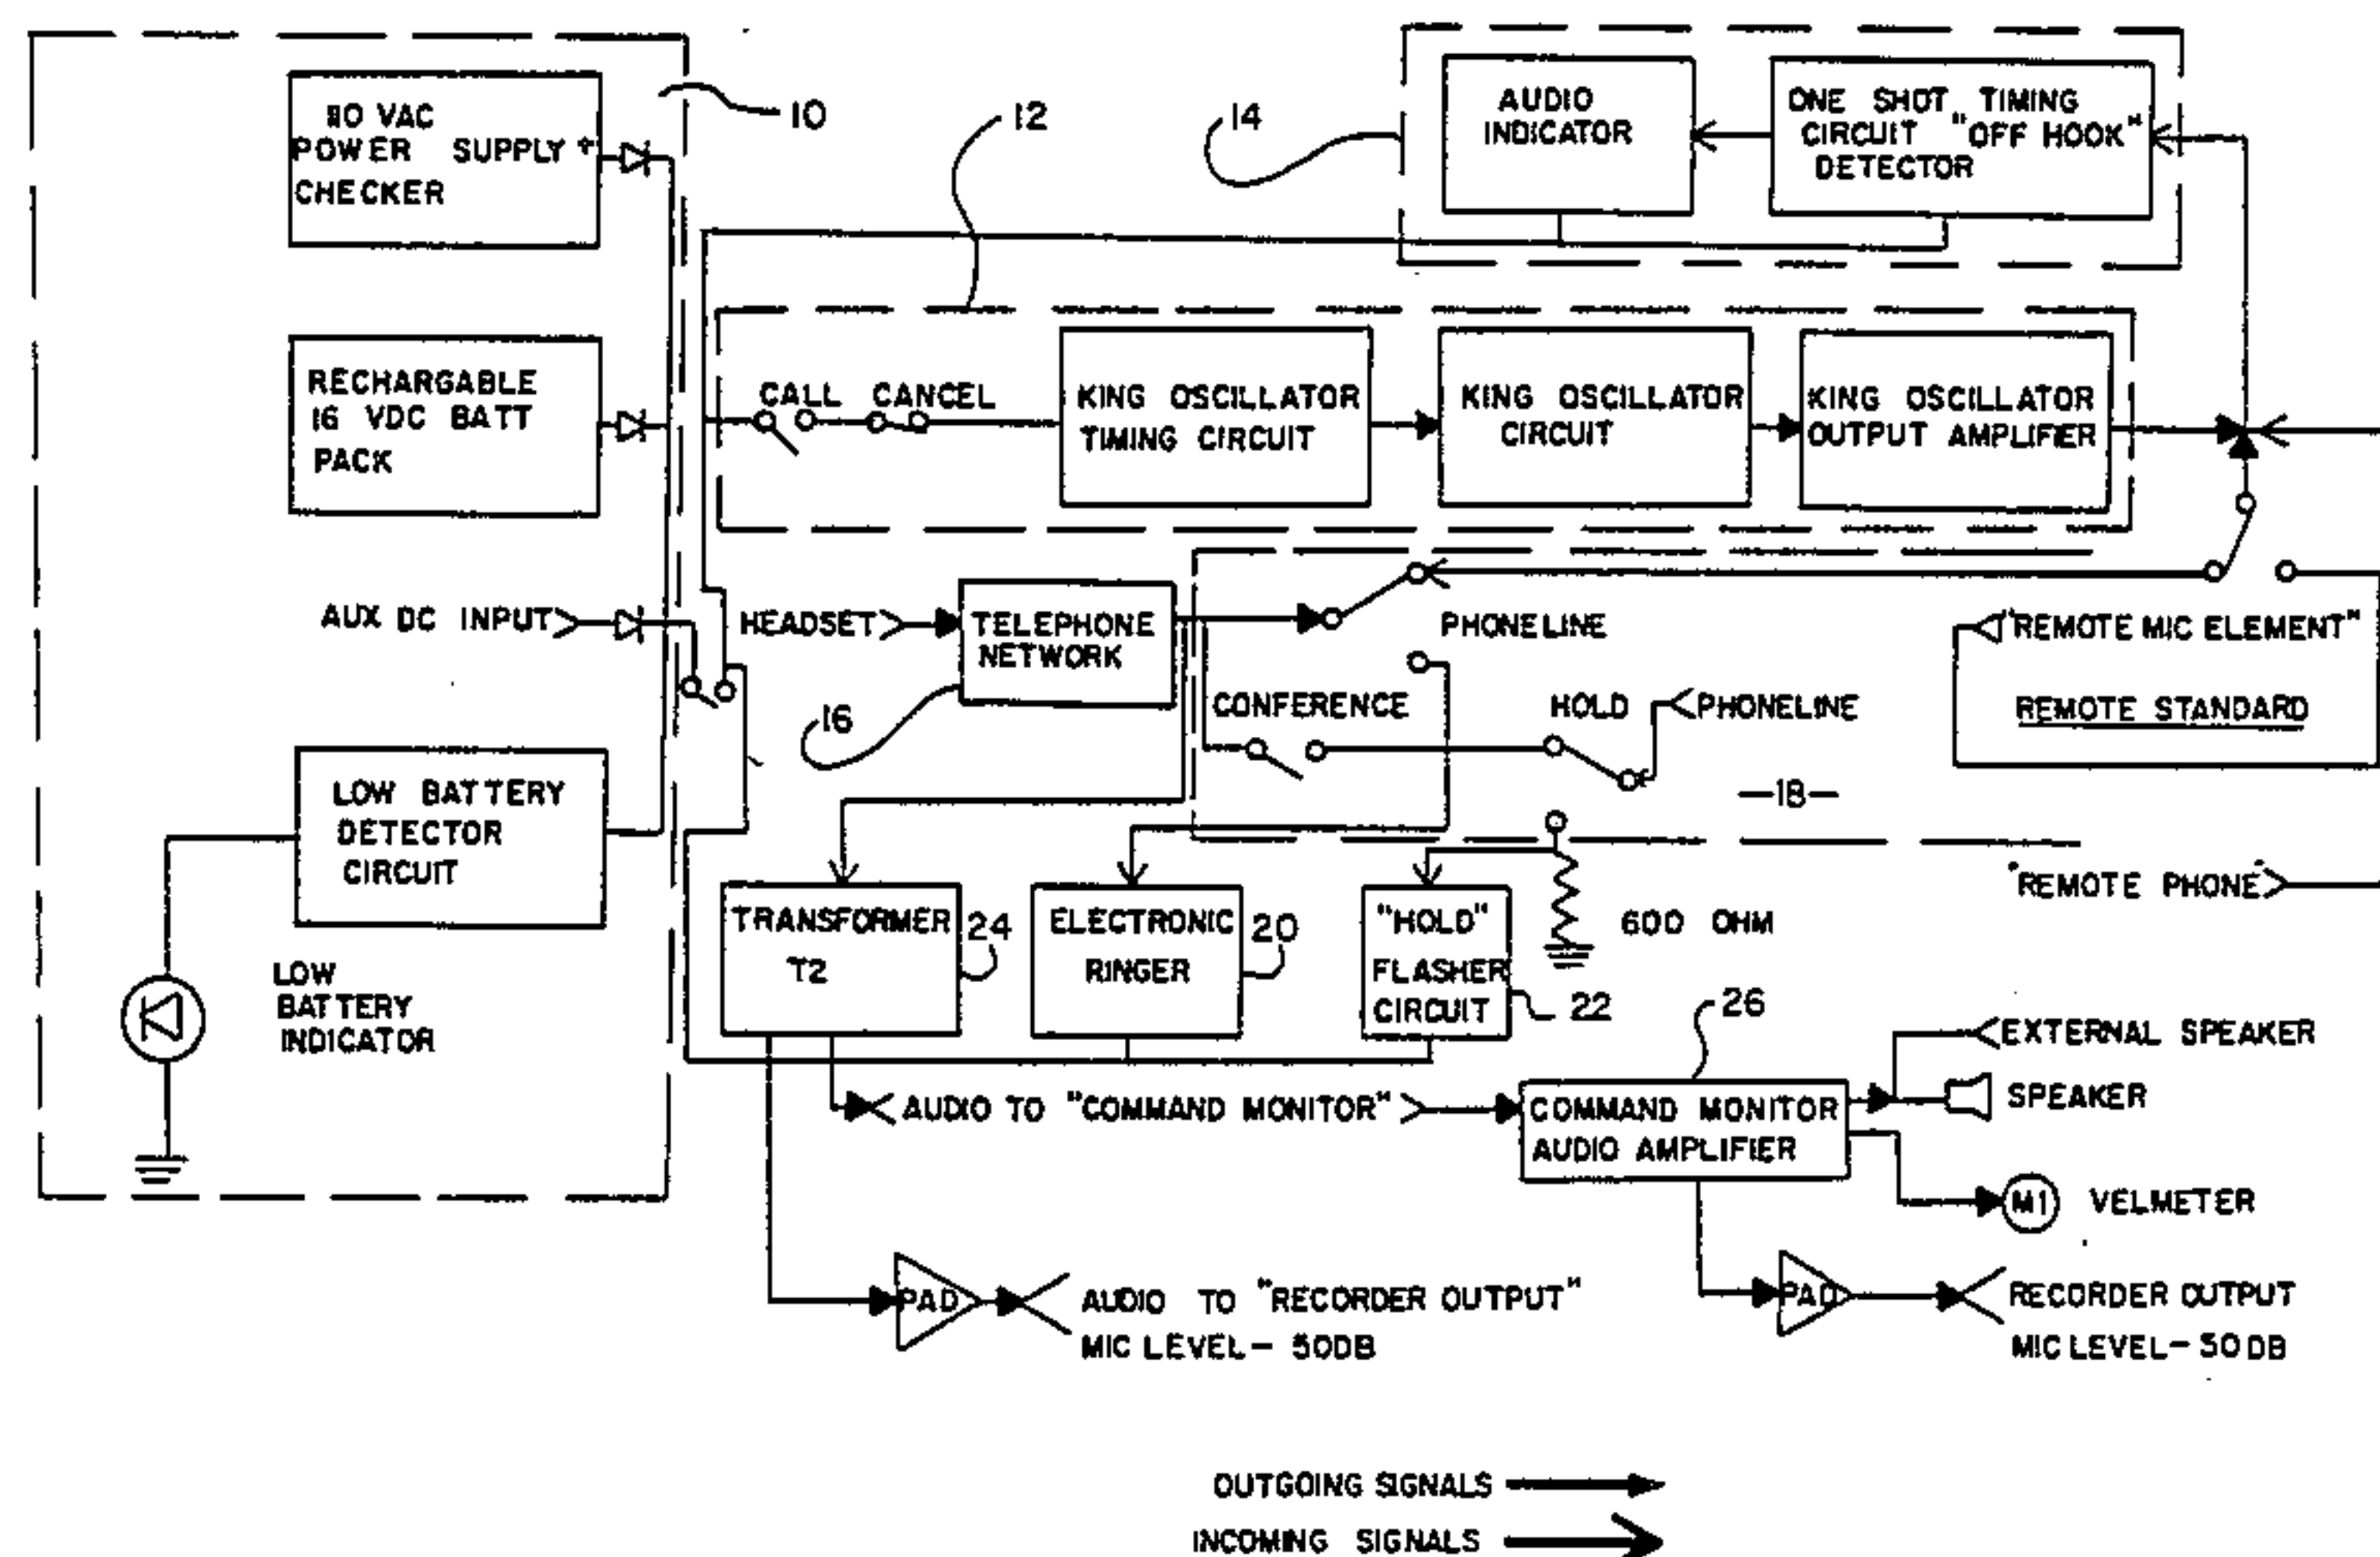 110 VAC
POWER SUPPLY +
CHECKER
10
12
14
AUDIO
INDICATOR
ONE SHOT TIMING
CIRCUIT "OFF HOOK"
DETECTOR
RECHARGABLE
16 VDC BATT
PACK
CALL CANCEL
KING OSCILLATOR
TIMING CIRCUIT
KING OSCILLATOR
CIRCUIT
KING OSCILLATOR
OUTPUT AMPLIFIER
AUX DC INPUT
HEADSET
TELEPHONE
NETWORK
16
PHONELINE
"REMOTE MIC ELEMENT"
REMOTE STANDARD
CONFERENCE
HOLD
PHONELINE
-18-
LOW BATTERY
DETECTOR
CIRCUIT
"REMOTE PHONE"
TRANSFORMER
T2
24
ELECTRONIC
RINGER
20
"HOLD"
FLASHER
CIRCUIT
22
600 OHM
LOW
BATTERY
INDICATOR
26
EXTERNAL SPEAKER
SPEAKER
AUDIO TO "COMMAND MONITOR"
COMMAND MONITOR
AUDIO AMPLIFIER
M1
VELMETER
PAD
AUDIO TO "RECORDER OUTPUT"
MIC LEVEL- 50DB
PAD
RECORDER OUTPUT
MIC LEVEL- 50DB
OUTGOING SIGNALS
INCOMING SIGNALS